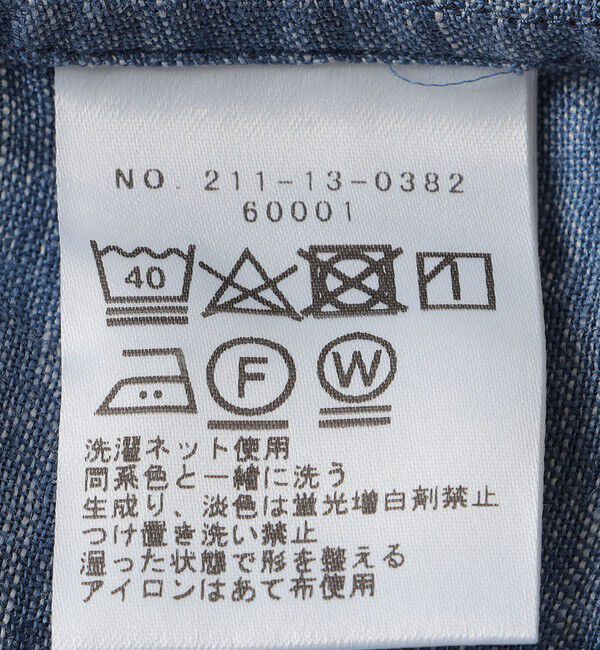 NO. 211-13-0382
60001
40
F W
洗濯ネット使用
同系色と一緒に洗う
生成り、淡色は蛍光増白剤禁止
つけ置き洗い禁止
湿った状態で形を整える
アイロンはあて布使用